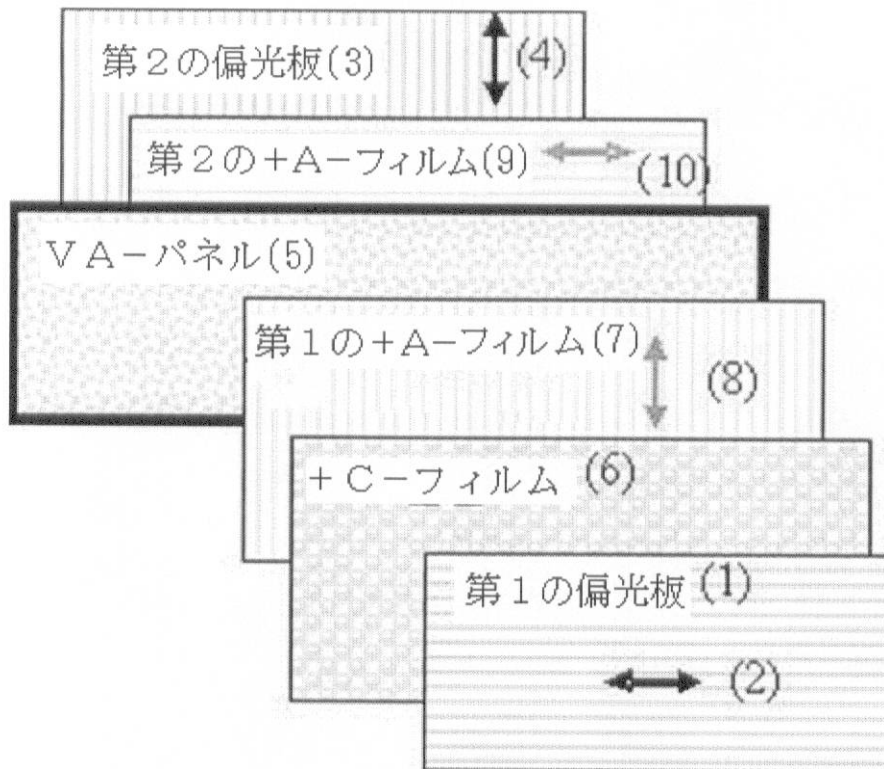 第２の偏光板(3)
(4)
第２の+A-フィルム(9)
(10)
ＶＡ-パネル(5)
第１の+A-フィルム(7)
(8)
+C-フィルム (6)
第１の偏光板 (1)
(2)